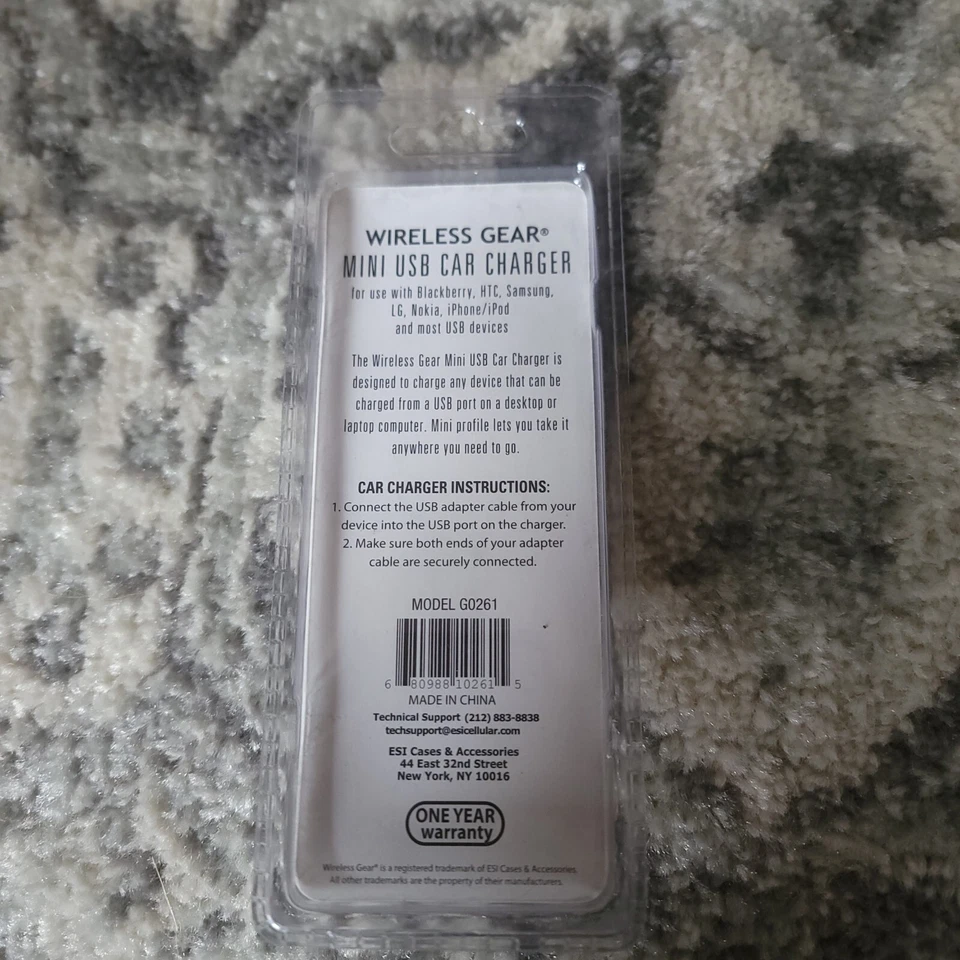 WIRELESS GEAR®
MINI USB CAR CHARGER
for use with Blackberry, HTC, Samsung,
LG, Nokia, iPhone/iPod
and most USB devices
The Wireless Gear Mini USB Car Charger is
designed to charge any device that can be
charged from a USB port on a desktop or
laptop computer. Mini profile lets you take it
anywhere you need to go.
CAR CHARGER INSTRUCTIONS:
1. Connect the USB adapter cable from your
device into the USB port on the charger.
2. Make sure both ends of your adapter
cable are securely connected.
MODEL G0261
6 80988 10261 5
MADE IN CHINA
Technical Support (212) 883-8838
techsupport@esicellular.com
ESI Cases & Accessories
44 East 32nd Street
New York, NY 10016
ONE YEAR
warranty
Wireless Gear® is a registered trademark of ESI Cases & Accessories.
All other trademarks are the property of their manufacturers.